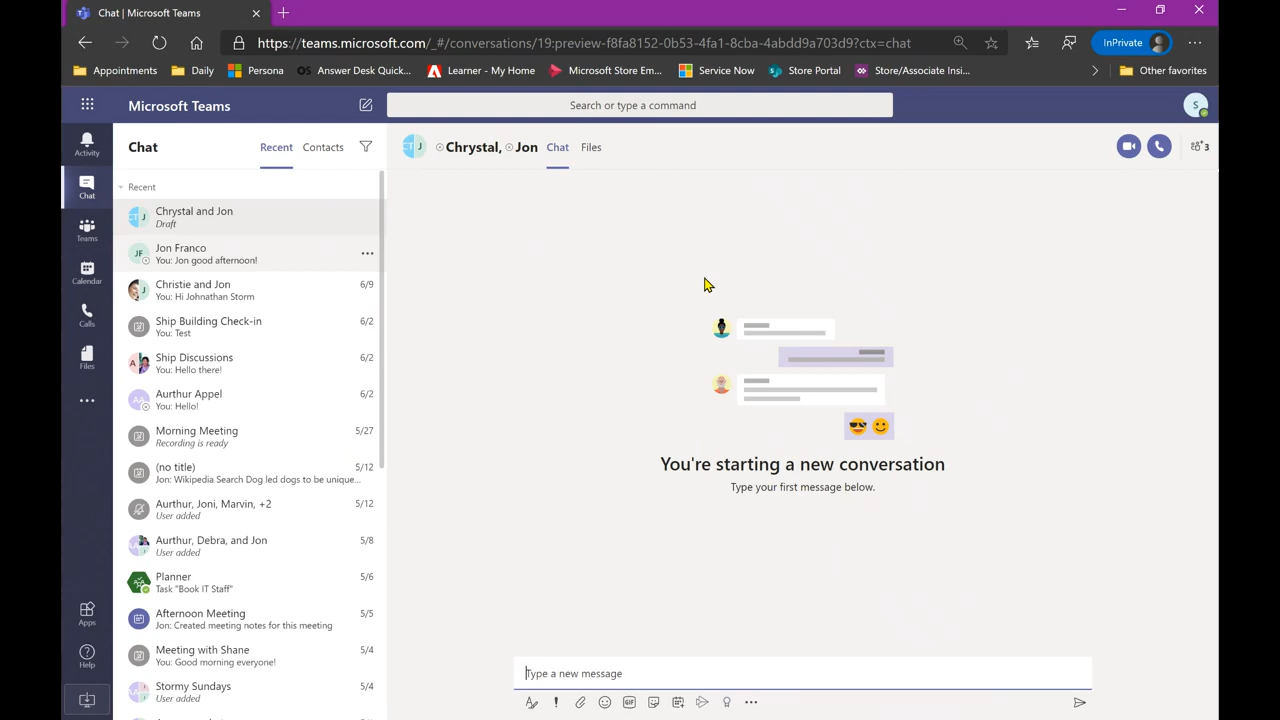 Chat | Microsoft Teams
https://teams.microsoft.com/_#/conversations/19:preview-f8fa8152-0b53-4fa1-8cba-4abdd9a703d9?ctx=chat
InPrivate
Appointments
Daily
Persona
Answer Desk Quick...
Learner - My Home
Microsoft Store Em...
Service Now
Store Portal
Store/Associate Insi...
Other favorites
Microsoft Teams
Search or type a command
S
Activity
Chat
Teams
Calendar
Calls
Files
Apps
Help
Chat
Recent
Contacts
Recent
CT J
Chrystal and Jon
Draft
JF
Jon Franco
You: Jon good afternoon!
J
Christie and Jon 6/9
You: Hi Johnathan Storm
Ship Building Check-in 6/2
You: Test
A
Ship Discussions 6/2
You: Hello there!
AA
Aurthur Appel 6/2
You: Hello!
Morning Meeting 5/27
Recording is ready
(no title) 5/12
Jon: Wikipedia Search Dog led dogs to be unique...
Aurthur, Joni, Marvin, +2 5/12
User added
Aurthur, Debra, and Jon 5/8
User added
Planner 5/6
Task "Book IT Staff"
Afternoon Meeting 5/5
Jon: Created meeting notes for this meeting
Meeting with Shane 5/4
You: Good morning everyone!
Stormy Sundays 5/4
User added
CT J
Chrystal, Jon
Chat
Files
3
You're starting a new conversation
Type your first message below.
Type a new message
GIF